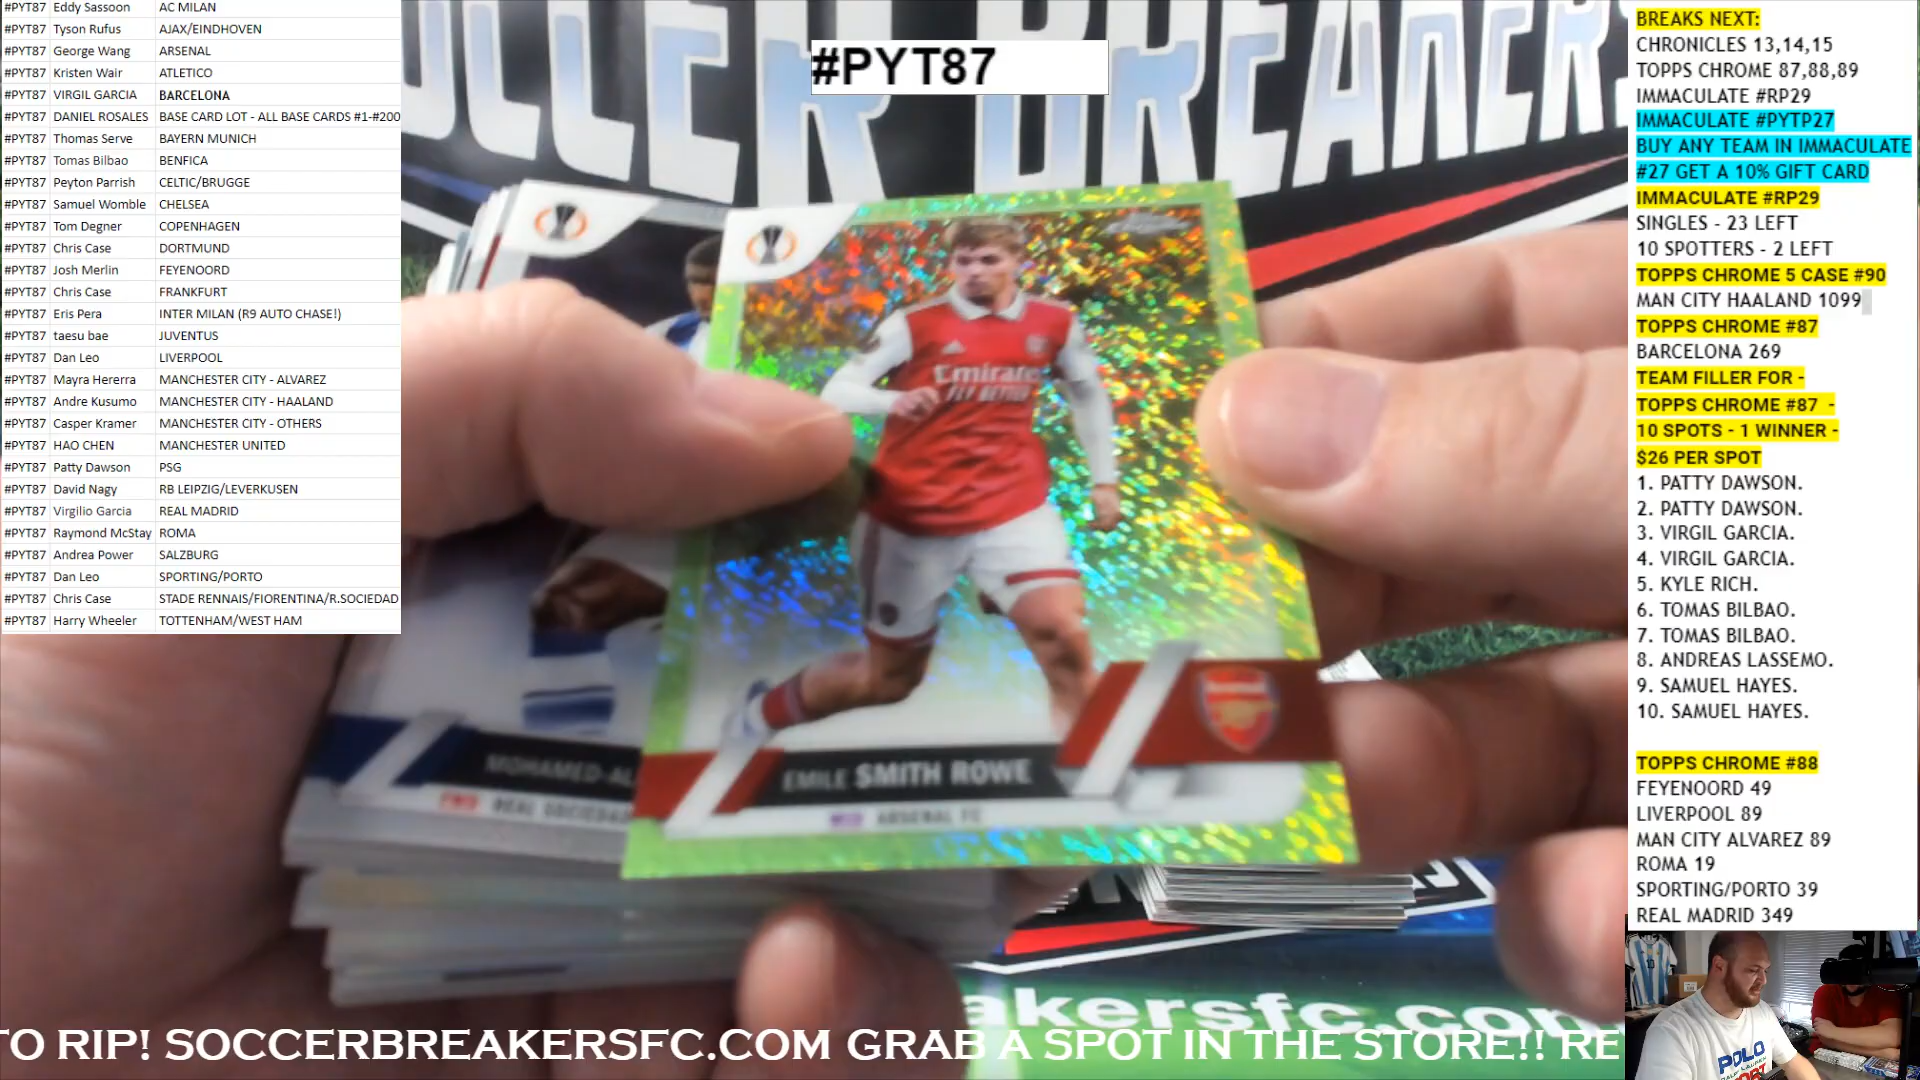 #PYT87 Eddy Sassoon AC MILAN
#PYT87 Tyson Rufus AJAX/EINDHOVEN
#PYT87 George Wang ARSENAL
#PYT87 Kristen Wair ATLETICO
#PYT87 VIRGIL GARCIA BARCELONA
#PYT87 DANIEL ROSALES BASE CARD LOT - ALL BASE CARDS #1-#200
#PYT87 Thomas Serve BAYERN MUNICH
#PYT87 Tomas Bilbao BENFICA
#PYT87 Peyton Parrish CELTIC/BRUGGE
#PYT87 Samuel Womble CHELSEA
#PYT87 Tom Degner COPENHAGEN
#PYT87 Chris Case DORTMUND
#PYT87 Josh Merlin FEYENOORD
#PYT87 Chris Case FRANKFURT
#PYT87 Eris Pera INTER MILAN (R9 AUTO CHASE!)
#PYT87 taesu bae JUVENTUS
#PYT87 Dan Leo LIVERPOOL
#PYT87 Mayra Hererra MANCHESTER CITY - ALVAREZ
#PYT87 Andre Kusumo MANCHESTER CITY - HAALAND
#PYT87 Casper Kramer MANCHESTER CITY - OTHERS
#PYT87 HAO CHEN MANCHESTER UNITED
#PYT87 Patty Dawson PSG
#PYT87 David Nagy RB LEIPZIG/LEVERKUSEN
#PYT87 Virgilio Garcia REAL MADRID
#PYT87 Raymond McStay ROMA
#PYT87 Andrea Power SALZBURG
#PYT87 Dan Leo SPORTING/PORTO
#PYT87 Chris Case STADE RENNAIS/FIORENTINA/R.SOCIEDAD
#PYT87 Harry Wheeler TOTTENHAM/WEST HAM
#PYT87
BREAKERS
Emirates
FLY BETTER
EMILE SMITH ROWE
MID ARSENAL FC
MOHAMED-AL
FWD REAL SOCIEDAD
akersfc.com
BREAKS NEXT:
CHRONICLES 13,14,15
TOPPS CHROME 87,88,89
IMMACULATE #RP29
IMMACULATE #PYTP27
BUY ANY TEAM IN IMMACULATE
#27 GET A 10% GIFT CARD
IMMACULATE #RP29
SINGLES - 23 LEFT
10 SPOTTERS - 2 LEFT
TOPPS CHROME 5 CASE #90
MAN CITY HAALAND 1099
TOPPS CHROME #87
BARCELONA 269
TEAM FILLER FOR -
TOPPS CHROME #87 -
10 SPOTS - 1 WINNER -
$26 PER SPOT
1. PATTY DAWSON.
2. PATTY DAWSON.
3. VIRGIL GARCIA.
4. VIRGIL GARCIA.
5. KYLE RICH.
6. TOMAS BILBAO.
7. TOMAS BILBAO.
8. ANDREAS LASSEMO.
9. SAMUEL HAYES.
10. SAMUEL HAYES.
TOPPS CHROME #88
FEYENOORD 49
LIVERPOOL 89
MAN CITY ALVAREZ 89
ROMA 19
SPORTING/PORTO 39
REAL MADRID 349
POLO
TO RIP! SOCCERBREAKERSFC.COM GRAB A SPOT IN THE STORE!! RE